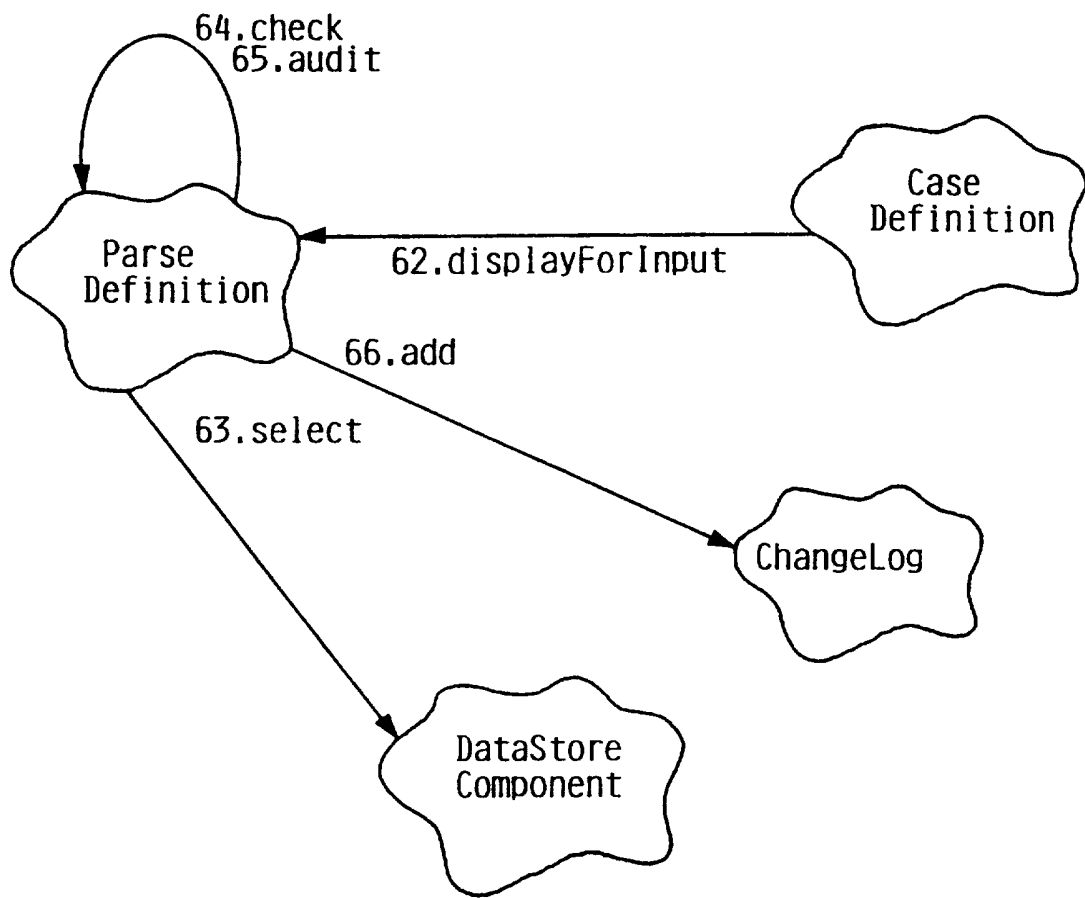 64.check
65.audit
Case
Definition
Parse
Definition
62.displayForInput
66.add
63.select
ChangeLog
DataStore
Component